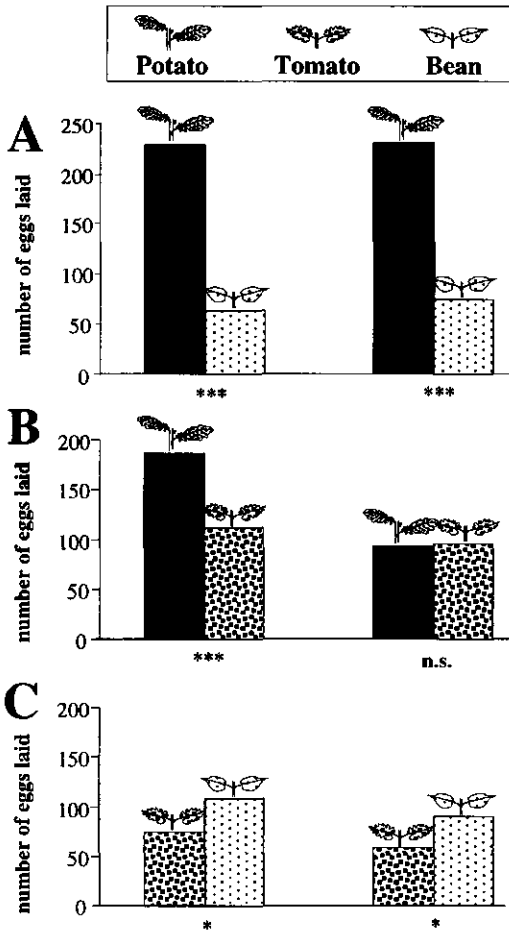 Potato Tomato Bean
A
number of eggs laid
250
200
150
100
50
0
*** ***
B
number of eggs laid
200
150
100
50
0
*** n.s.
C
number of eggs laid
200
150
100
50
0
* *